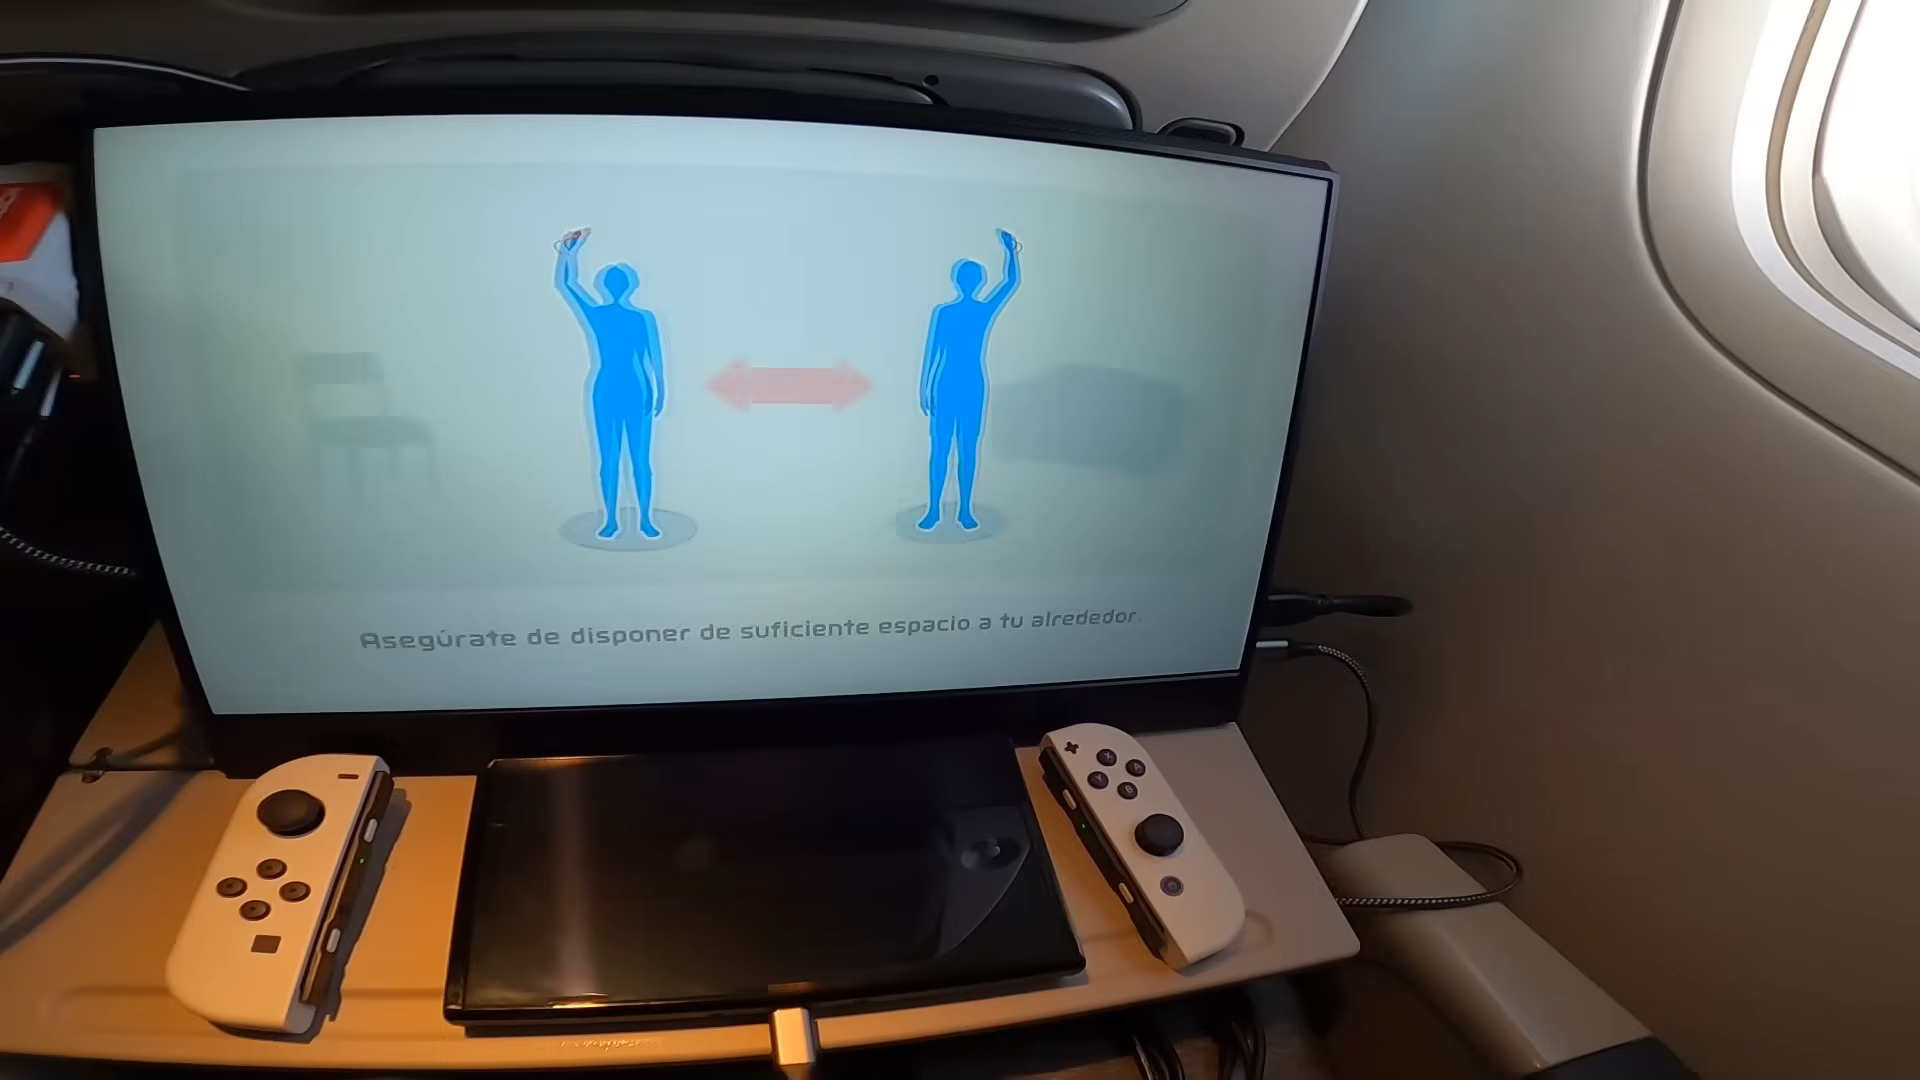 Asegúrate de disponer de suficiente espacio a tu alrededor.
X
A
Y
B